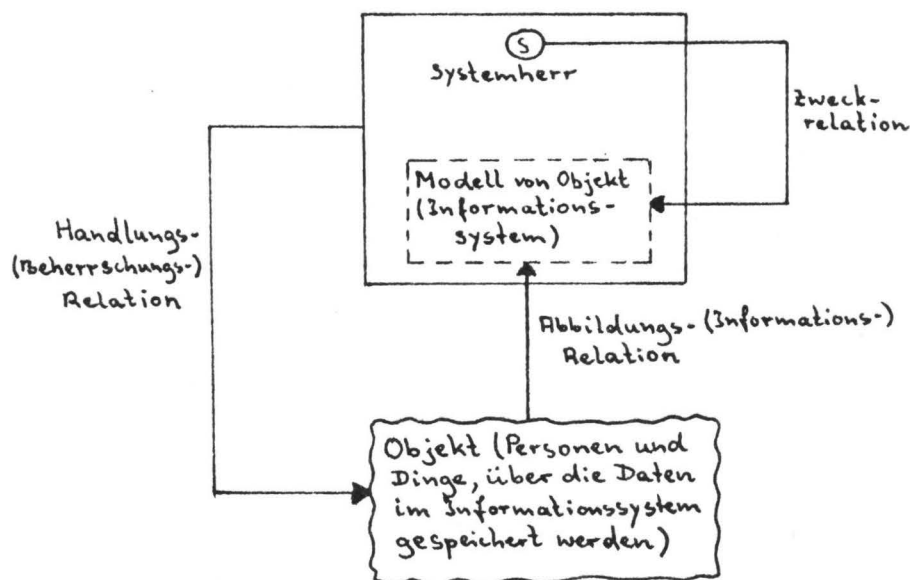 S
Systemherr
Zweck-
relation
Modell von Objekt
(Informations-
system)
Handlungs-
(Beherrschungs-)
Relation
Abbildungs-(Informations-)
Relation
Objekt (Personen und
Dinge, über die Daten
im Informationssystem
gespeichert werden)